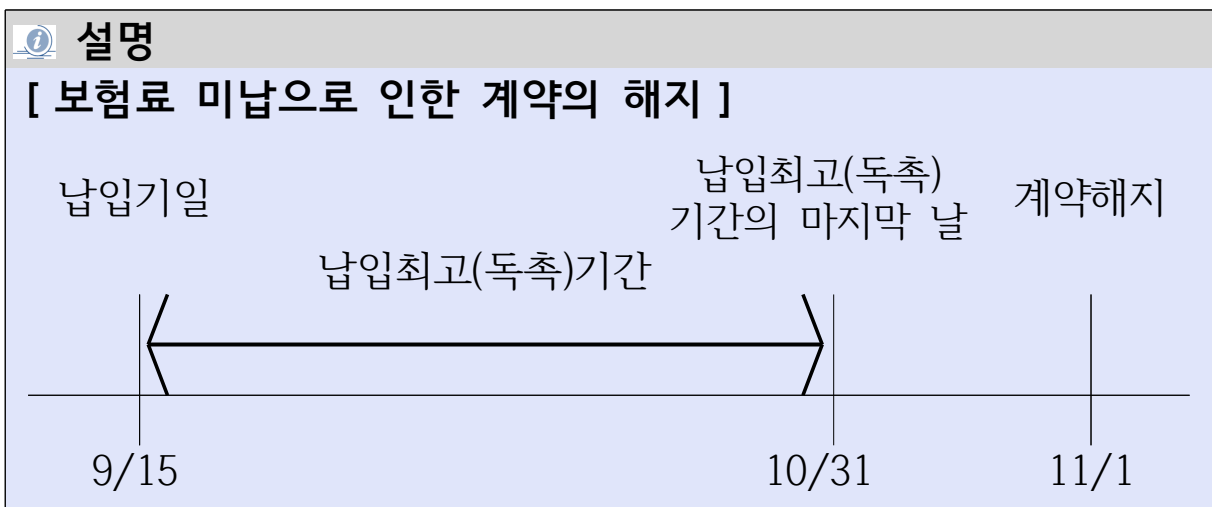 설명
[ 보험료 미납으로 인한 계약의 해지 ]
납입기일
납입최고(독촉)
기간의 마지막 날
계약해지
납입최고(독촉)기간
9/15
10/31
11/1